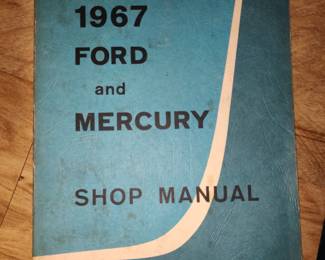 1967
FORD
and
MERCURY
SHOP MANUAL